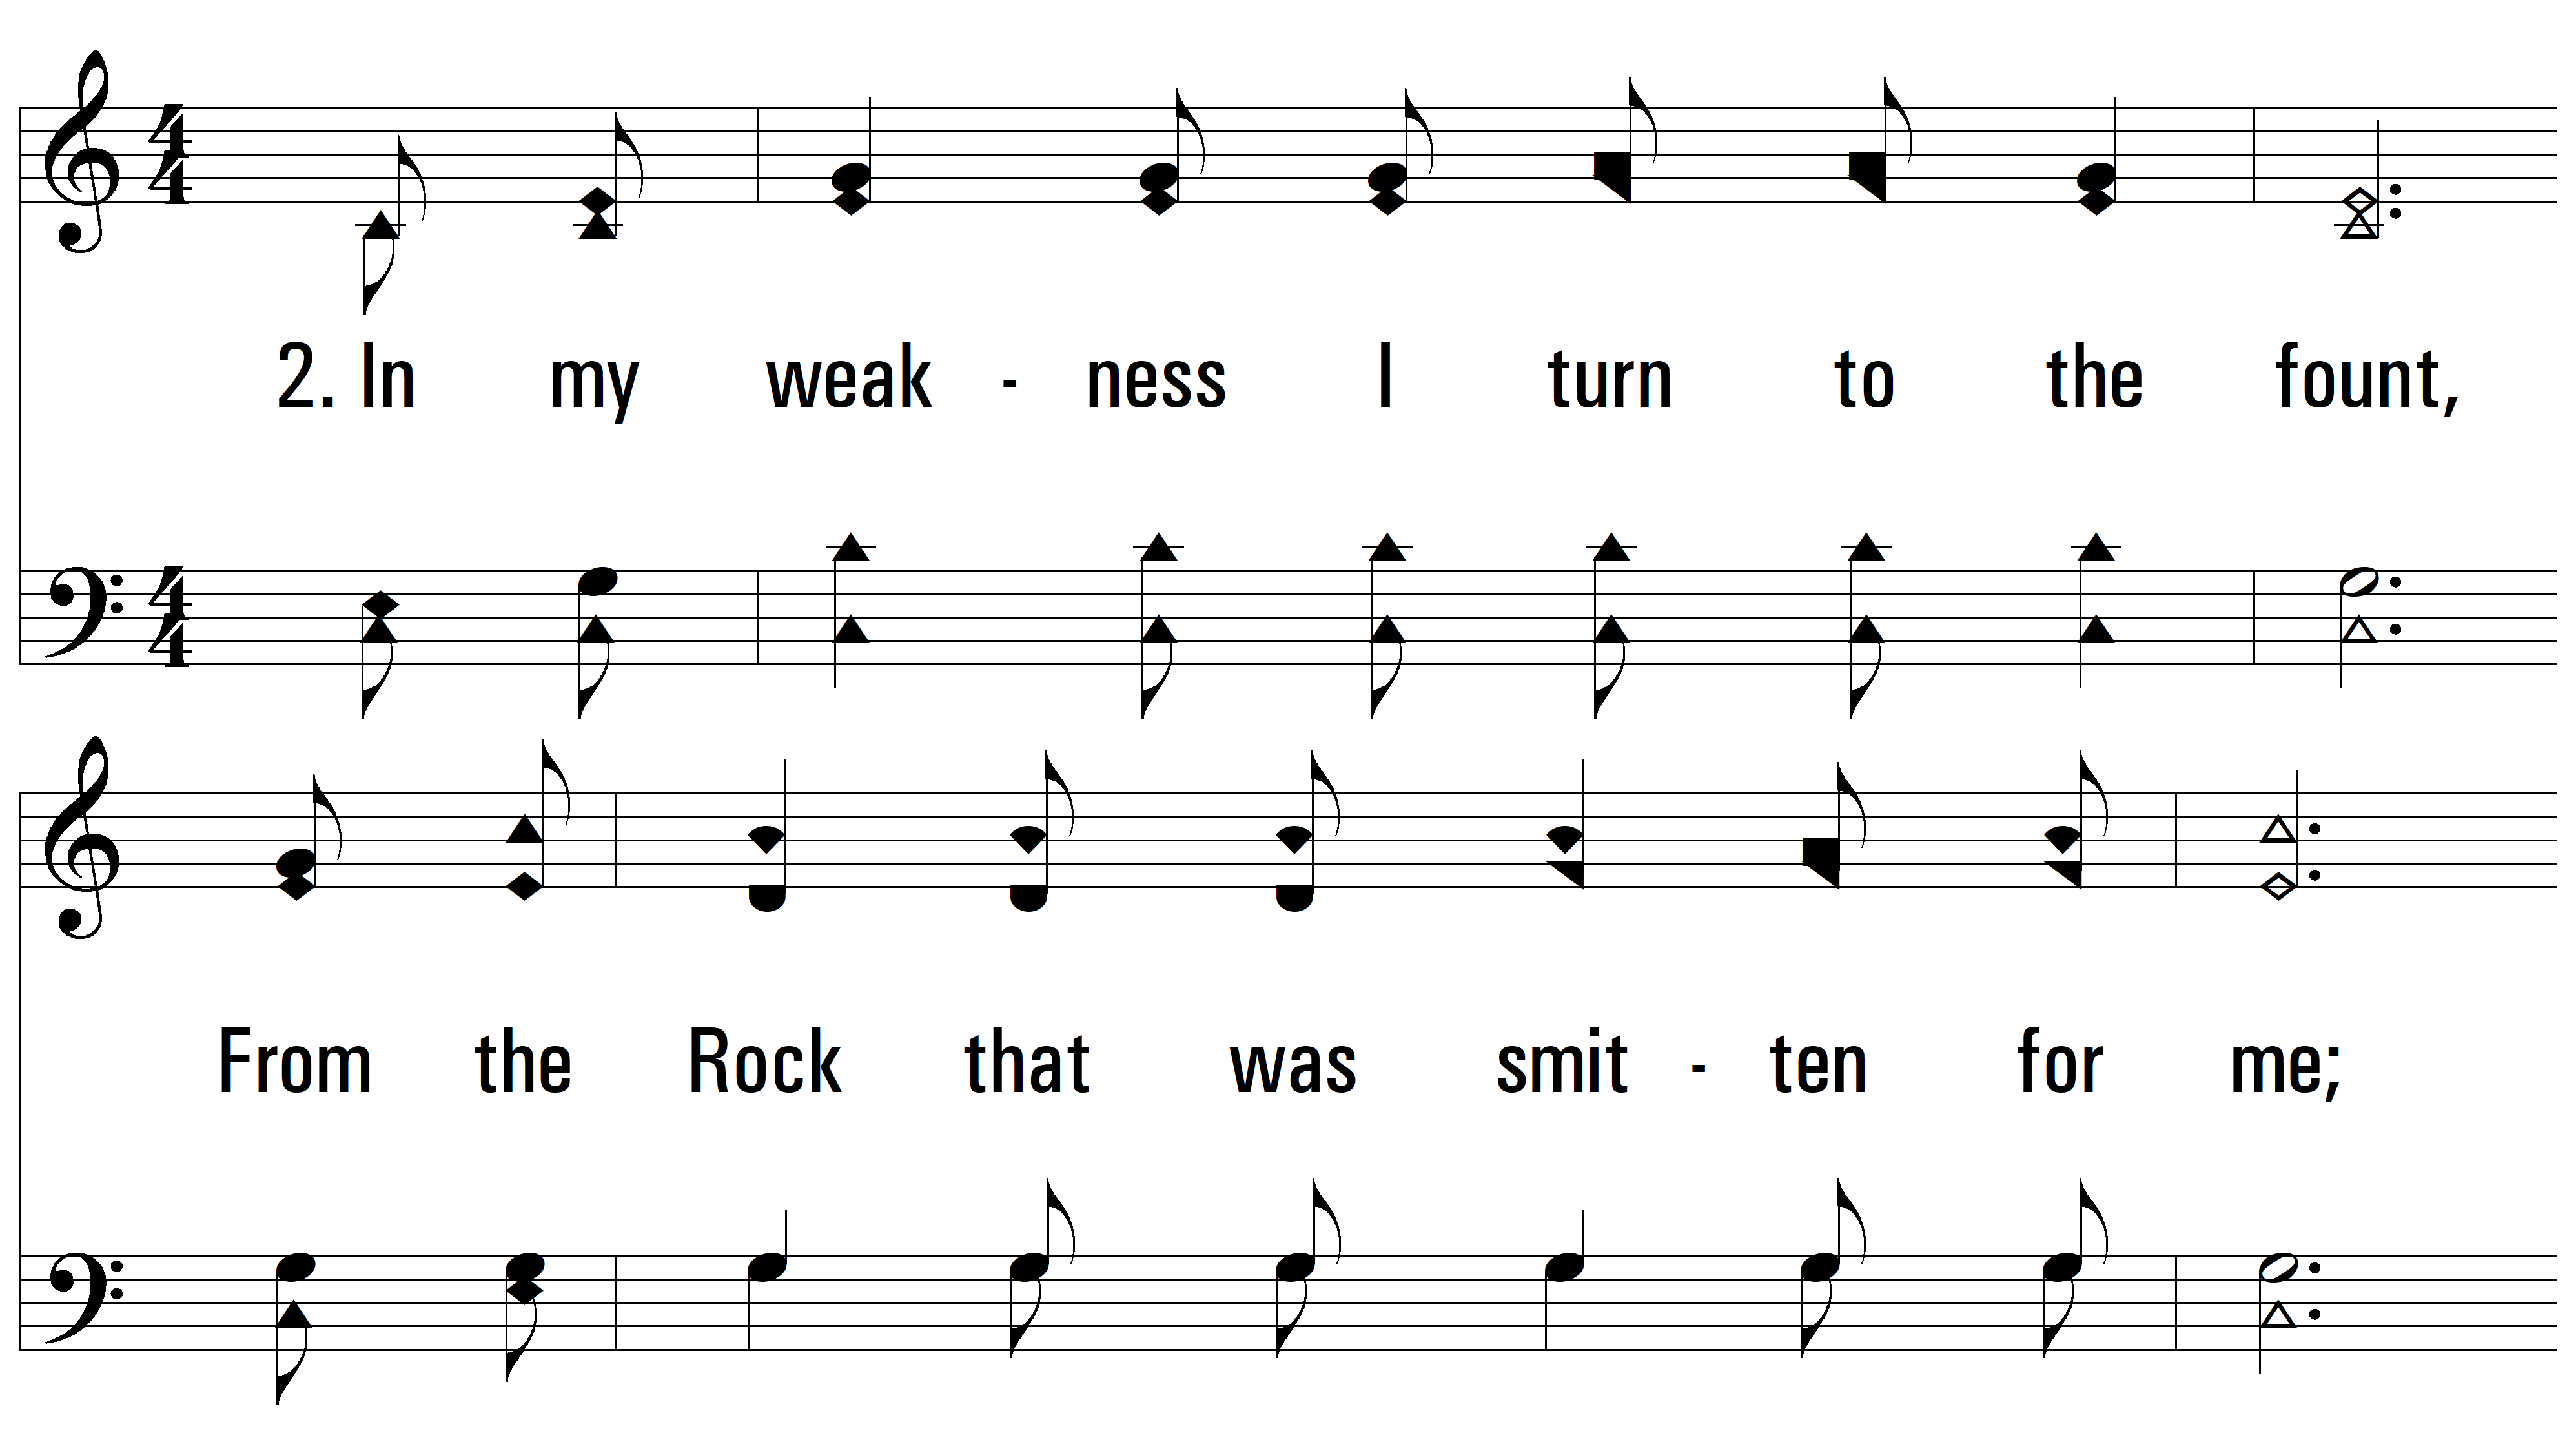 2. In my weak - ness I turn to the fount,
From the Rock that was smit - ten for me;